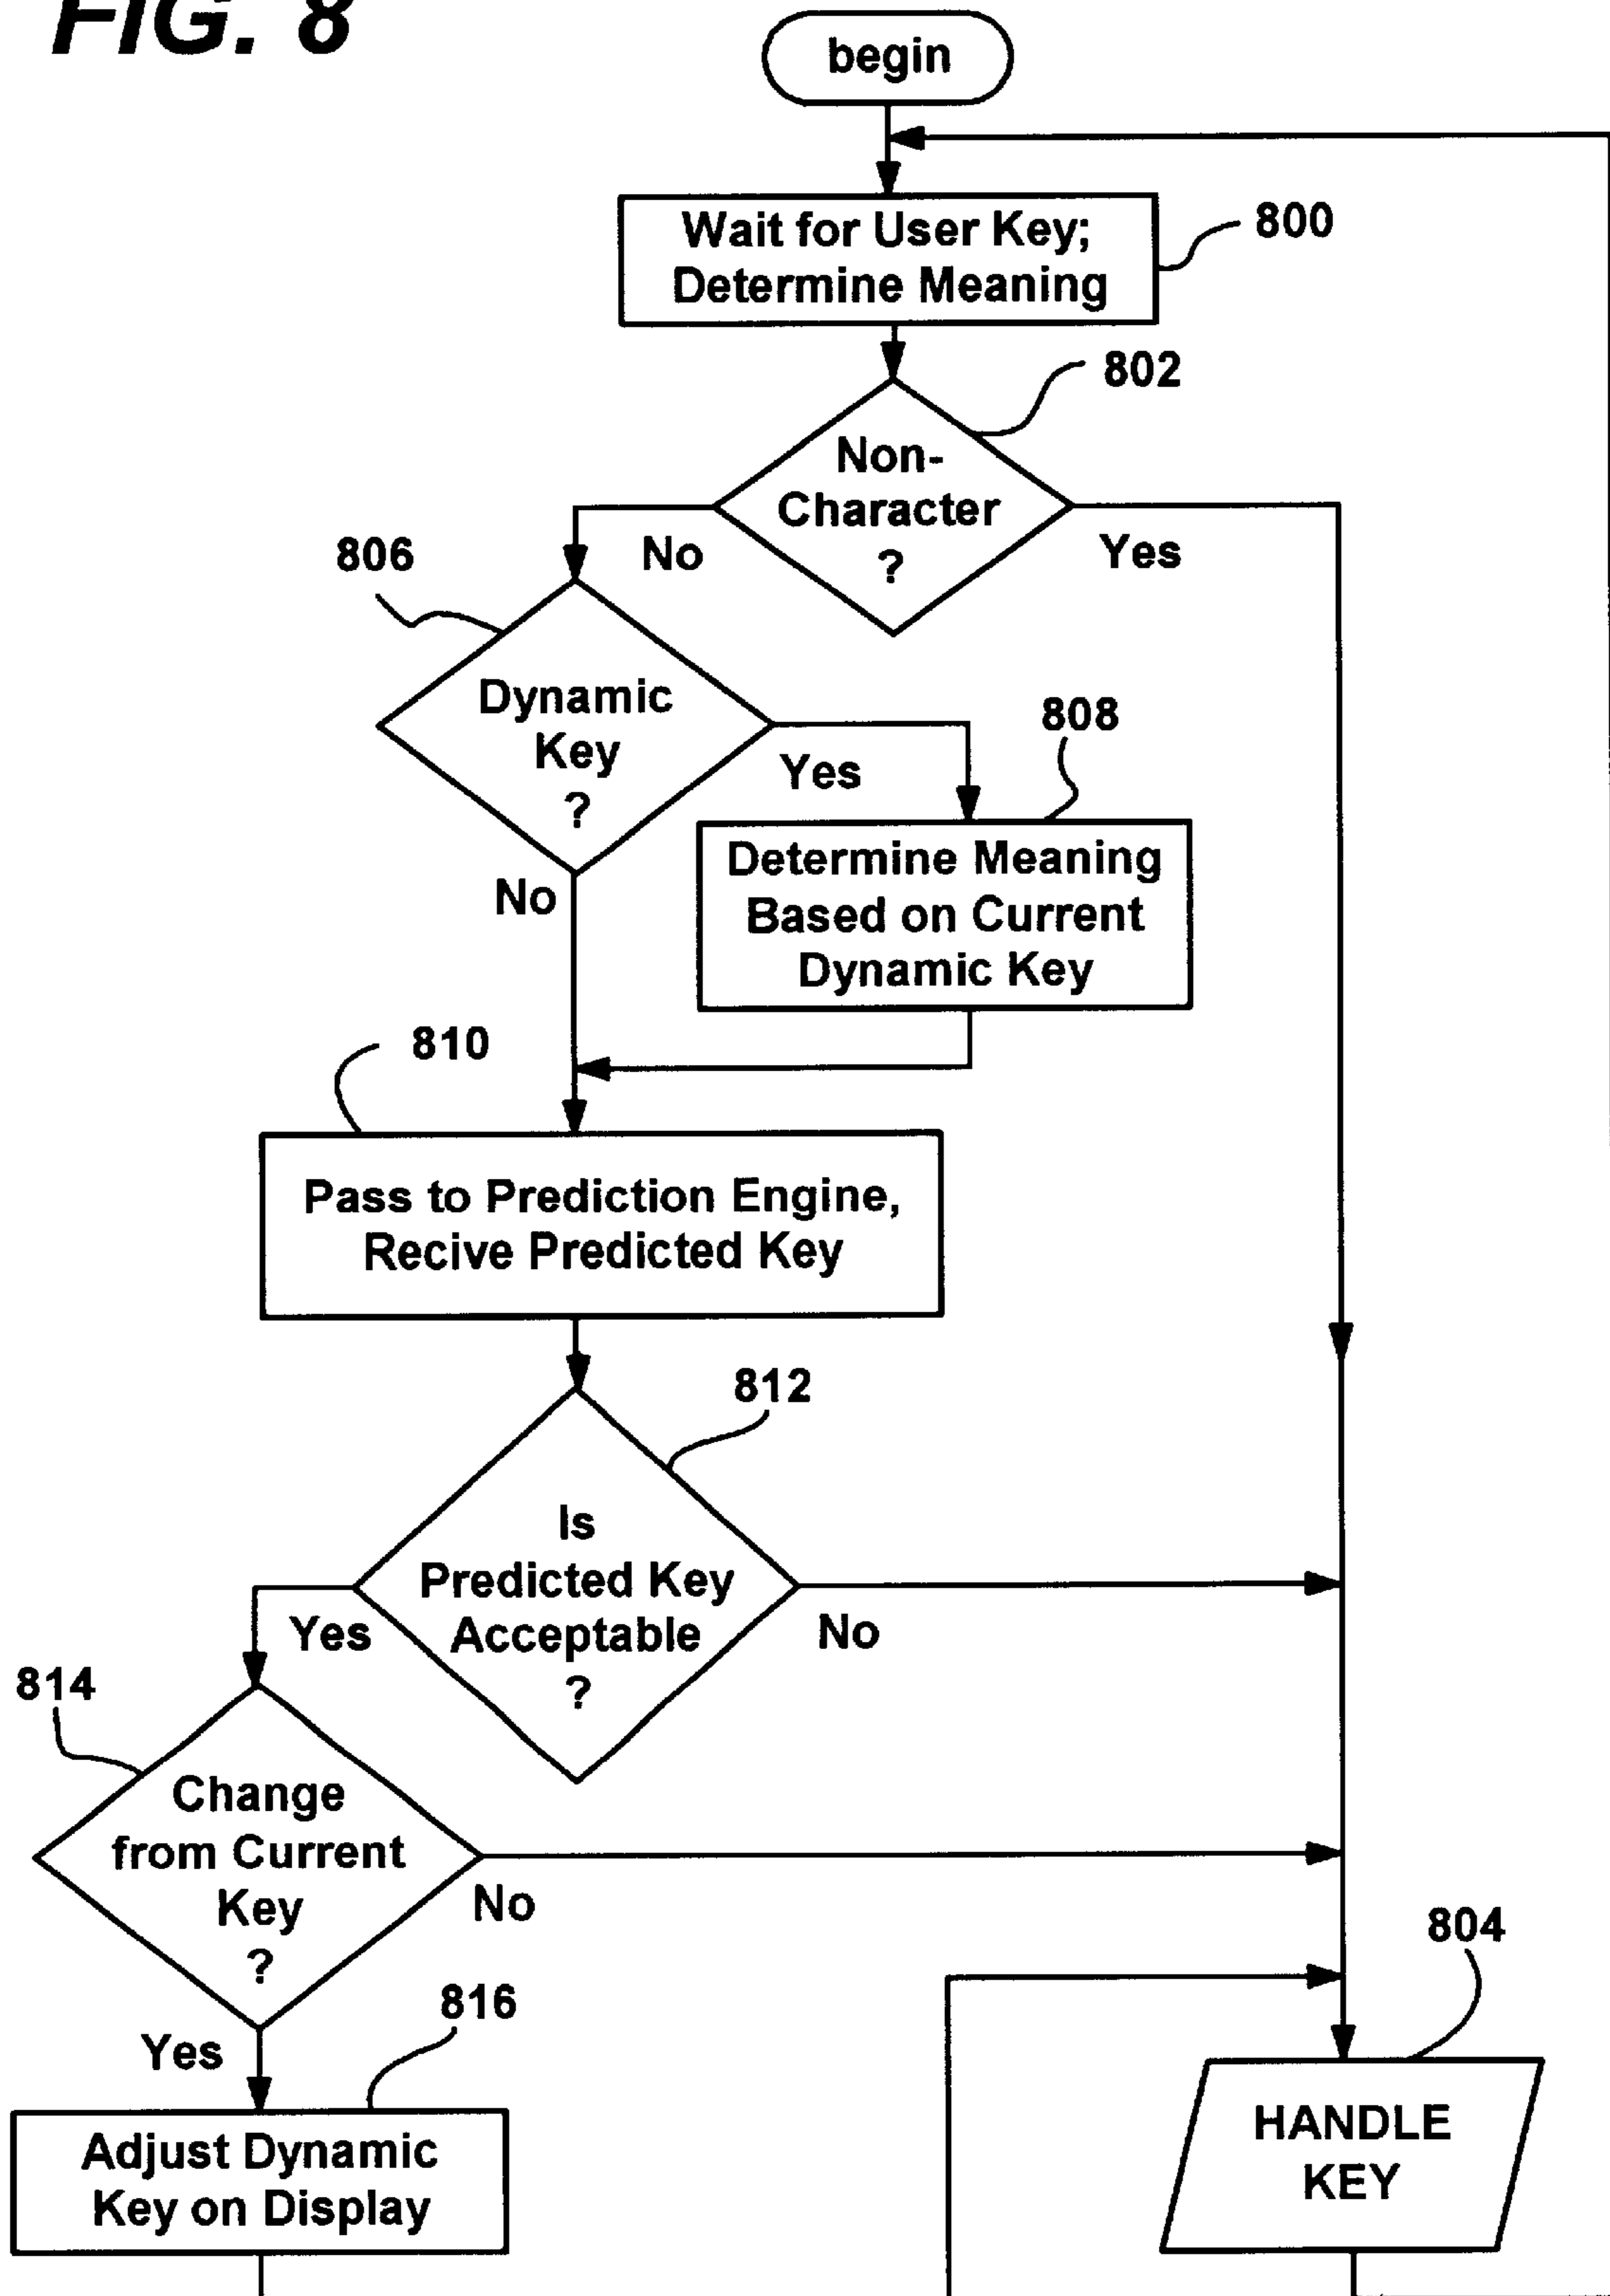 FIG. 8
begin
Wait for User Key;
Determine Meaning
800
802
Non-
Character
?
No
Yes
806
Dynamic
Key
?
Yes
No
808
Determine Meaning
Based on Current
Dynamic Key
810
Pass to Prediction Engine,
Recive Predicted Key
812
Is
Predicted Key
Acceptable
?
Yes
No
814
Change
from Current
Key
?
No
Yes
804
816
HANDLE
KEY
Adjust Dynamic
Key on Display